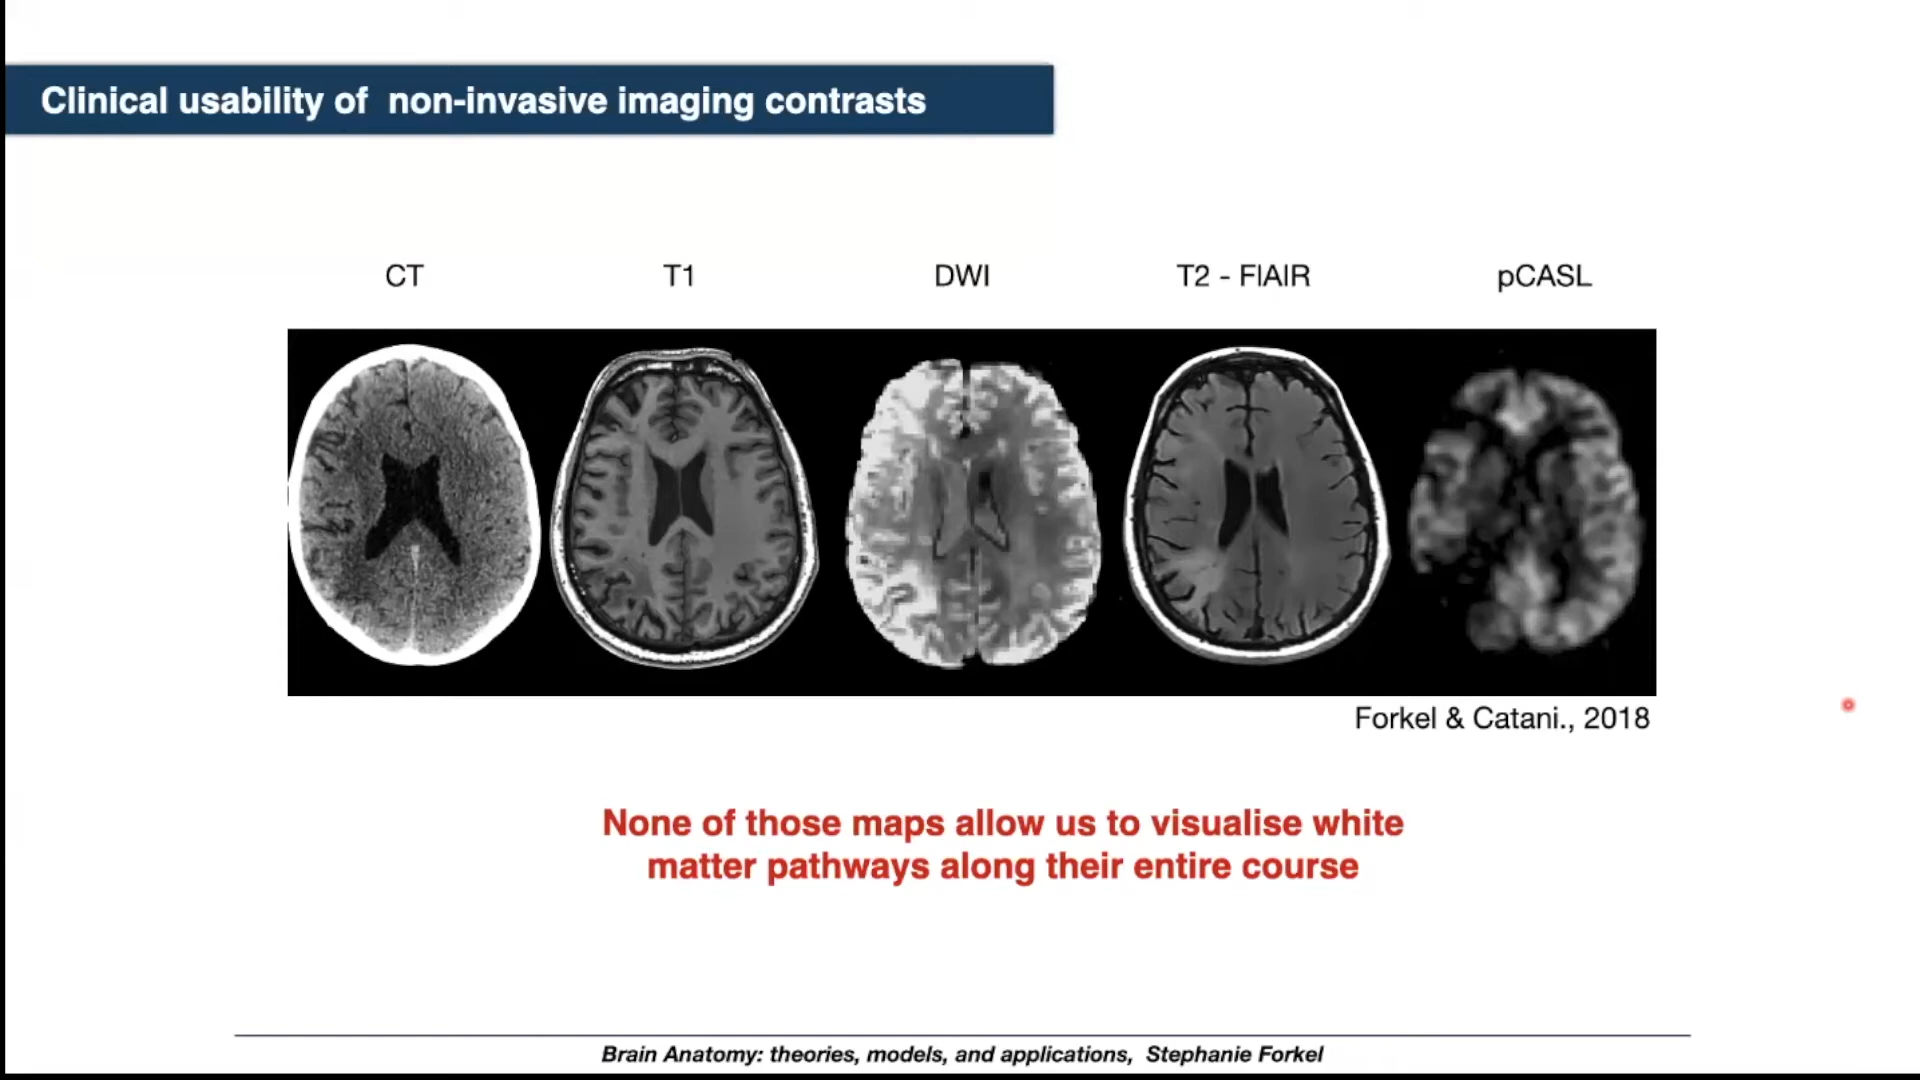 Clinical usability of non-invasive imaging contrasts
CT T1 DWI T2 - FlAIR pCASL
Forkel & Catani., 2018
None of those maps allow us to visualise white
matter pathways along their entire course
Brain Anatomy: theories, models, and applications, Stephanie Forkel